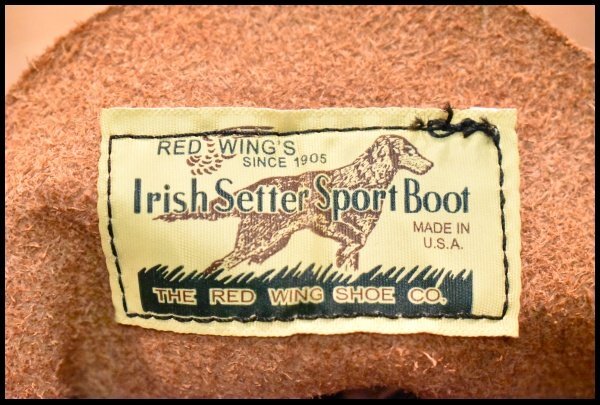 RED WING'S
SINCE 1905
Irish Setter Sport Boot
MADE IN
U.S.A.
THE RED WING SHOE CO.